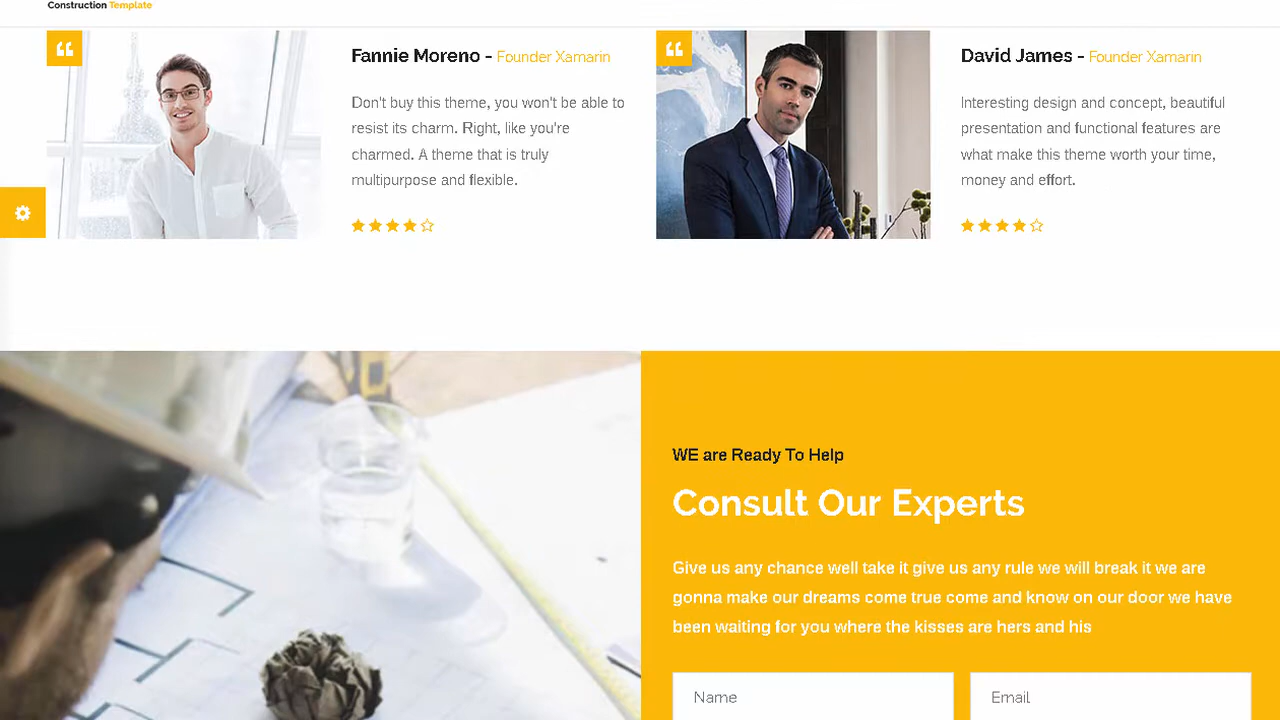 Construction Template
Fannie Moreno - Founder Xamarin
Don't buy this theme, you won't be able to
resist its charm. Right, like you're
charmed. A theme that is truly
multipurpose and flexible.
David James - Founder Xamarin
Interesting design and concept, beautiful
presentation and functional features are
what make this theme worth your time,
money and effort.
WE are Ready To Help
Consult Our Experts
Give us any chance well take it give us any rule we will break it we are
gonna make our dreams come true come and know on our door we have
been waiting for you where the kisses are hers and his
Name
Email